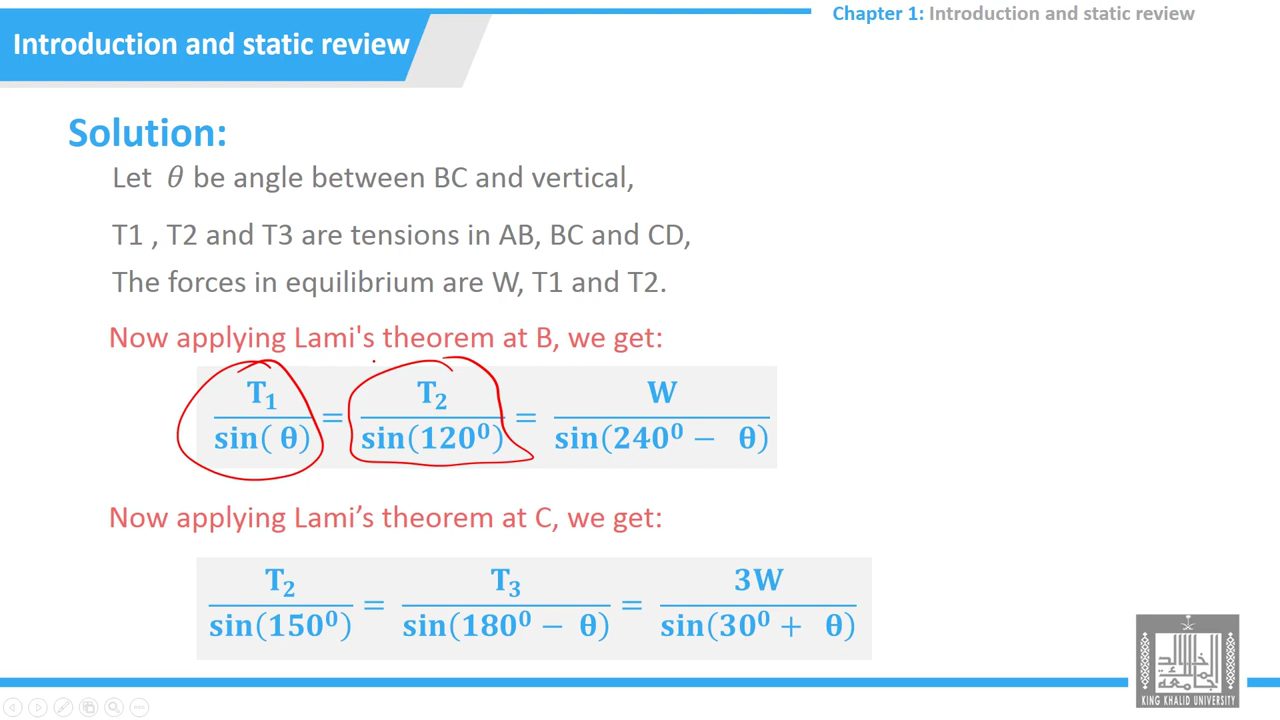 Chapter 1: Introduction and static review
Introduction and static review
Solution:
Let θ be angle between BC and vertical,
T1 , T2 and T3 are tensions in AB, BC and CD,
The forces in equilibrium are W, T1 and T2.
Now applying Lami's theorem at B, we get:
T₁ / sin( θ) = T₂ / sin(120⁰) = W / sin(240⁰ − θ)
Now applying Lami’s theorem at C, we get:
T₂ / sin(150⁰) = T₃ / sin(180⁰ − θ) = 3W / sin(30⁰ + θ)
جامعة الملك خالد
KING KHALID UNIVERSITY